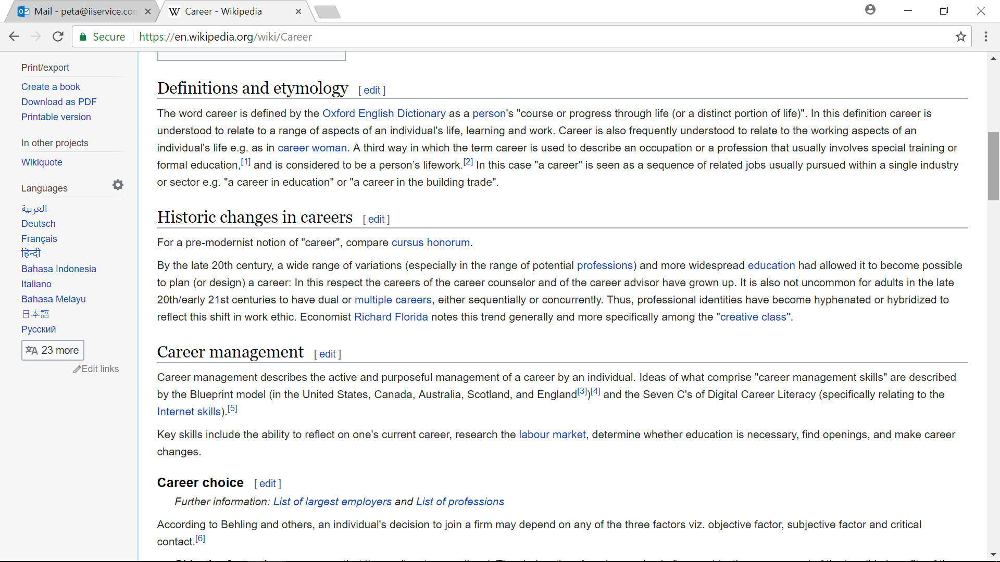 Mail - peta@iiservice.con
Career - Wikipedia
Secure
https://en.wikipedia.org/wiki/Career
Print/export
Create a book
Download as PDF
Printable version
In other projects
Wikiquote
Languages
العربية
Deutsch
Français
हिन्दी
Bahasa Indonesia
Italiano
Bahasa Melayu
日本語
Русский
23 more
Edit links
Definitions and etymology [ edit ]
The word career is defined by the Oxford English Dictionary as a person's "course or progress through life (or a distinct portion of life)". In this definition career is
understood to relate to a range of aspects of an individual's life, learning and work. Career is also frequently understood to relate to the working aspects of an
individual's life e.g. as in career woman. A third way in which the term career is used to describe an occupation or a profession that usually involves special training or
formal education,[1] and is considered to be a person’s lifework.[2] In this case "a career" is seen as a sequence of related jobs usually pursued within a single industry
or sector e.g. "a career in education" or "a career in the building trade".
Historic changes in careers [ edit ]
For a pre-modernist notion of "career", compare cursus honorum.
By the late 20th century, a wide range of variations (especially in the range of potential professions) and more widespread education had allowed it to become possible
to plan (or design) a career: In this respect the careers of the career counselor and of the career advisor have grown up. It is also not uncommon for adults in the late
20th/early 21st centuries to have dual or multiple careers, either sequentially or concurrently. Thus, professional identities have become hyphenated or hybridized to
reflect this shift in work ethic. Economist Richard Florida notes this trend generally and more specifically among the "creative class".
Career management [ edit ]
Career management describes the active and purposeful management of a career by an individual. Ideas of what comprise "career management skills" are described
by the Blueprint model (in the United States, Canada, Australia, Scotland, and England[3])[4] and the Seven C's of Digital Career Literacy (specifically relating to the
Internet skills).[5]
Key skills include the ability to reflect on one's current career, research the labour market, determine whether education is necessary, find openings, and make career
changes.
Career choice [ edit ]
Further information: List of largest employers and List of professions
According to Behling and others, an individual's decision to join a firm may depend on any of the three factors viz. objective factor, subjective factor and critical
contact.[6]